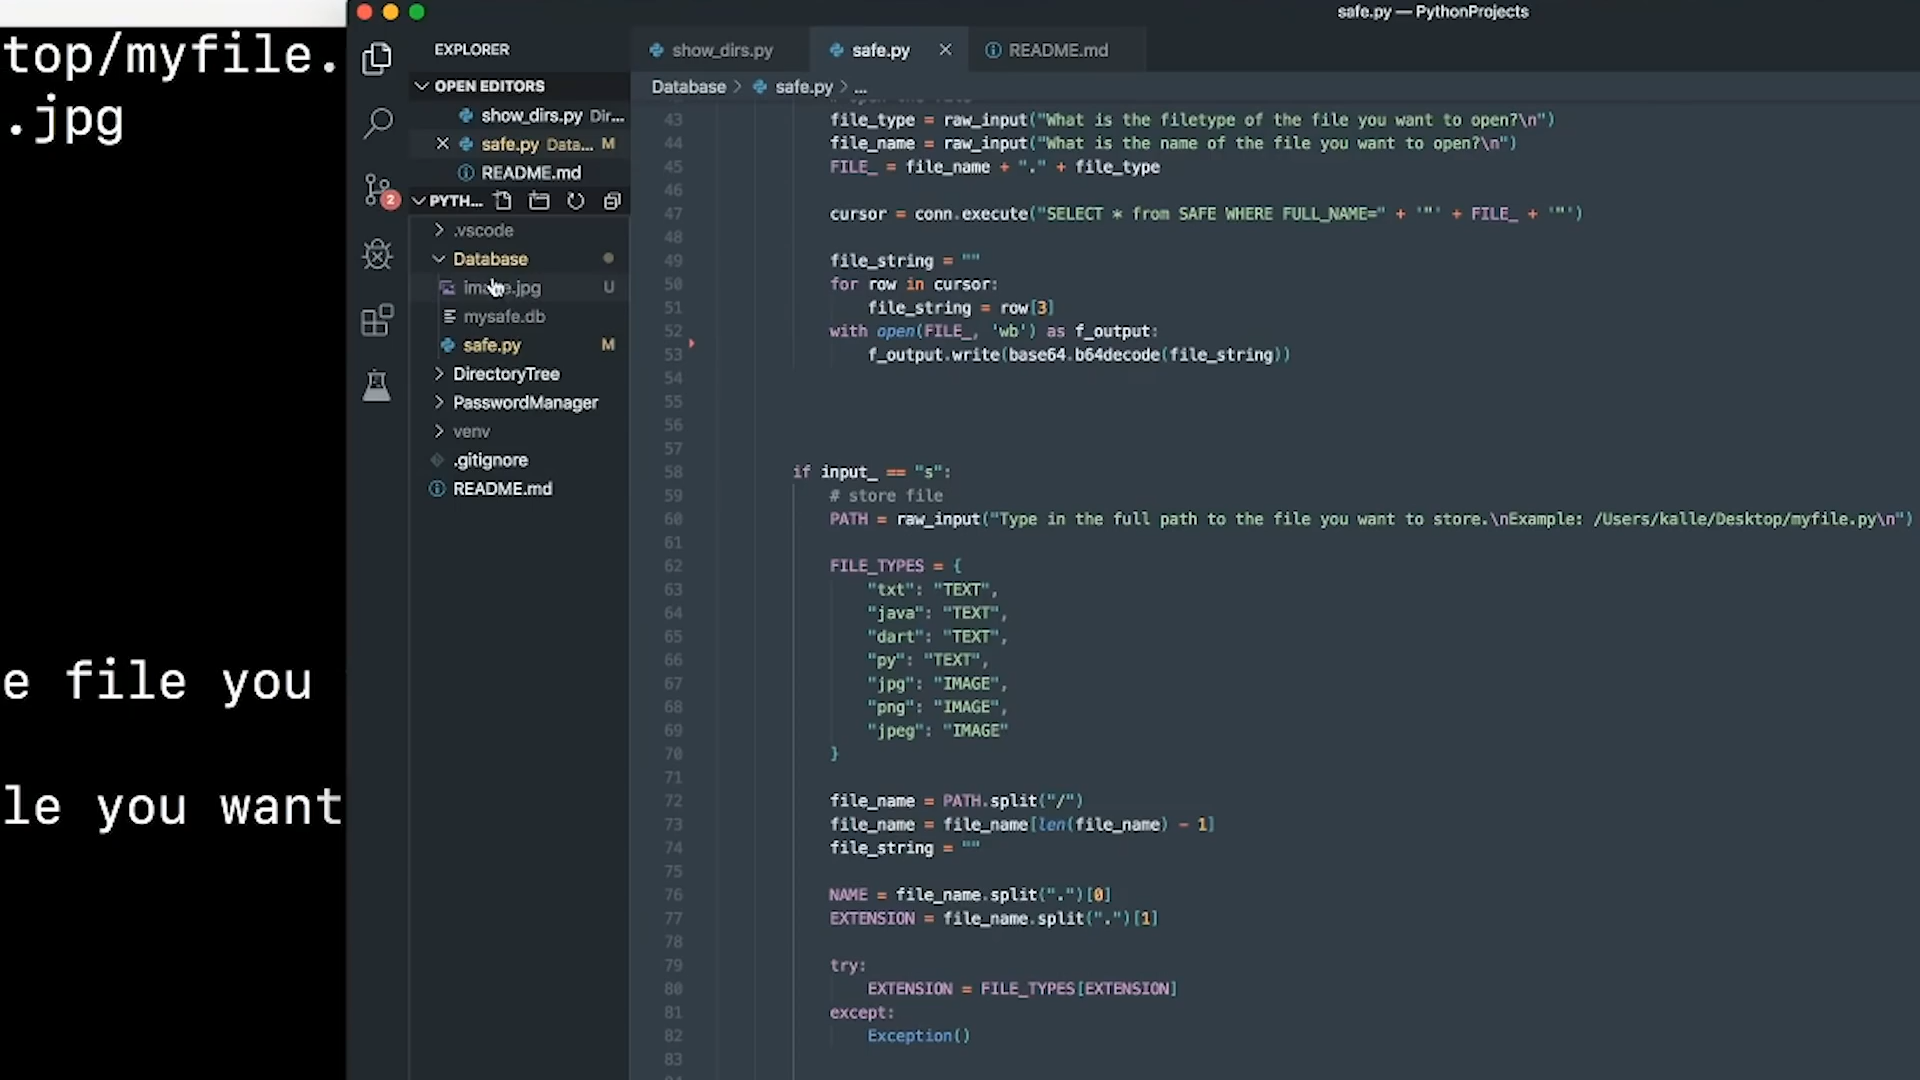 top/myfile.
.jpg
e file you
le you want
safe.py — PythonProjects
EXPLORER
OPEN EDITORS
show_dirs.py Dir...
safe.py Data... M
README.md
2
PYTH...
.vscode
Database
U
mysafe.db
safe.py M
DirectoryTree
PasswordManager
venv
.gitignore
README.md
show_dirs.py safe.py README.md
Database > safe.py > ...
43 file_type = raw_input("What is the filetype of the file you want to open?\n")
44 file_name = raw_input("What is the name of the file you want to open?\n")
45 FILE_ = file_name + "." + file_type
46
47 cursor = conn.execute("SELECT * from SAFE WHERE FULL_NAME=" + '"' + FILE_ + '"')
48
49 file_string = ""
50 for row in cursor:
51 file_string = row[3]
52 with open(FILE_, 'wb') as f_output:
53 f_output.write(base64.b64decode(file_string))
54
55
56
57
58 if input_ == "s":
59 # store file
60 PATH = raw_input("Type in the full path to the file you want to store.\nExample: /Users/kalle/Desktop/myfile.py\n")
61
62 FILE_TYPES = {
63 "txt": "TEXT",
64 "java": "TEXT",
65 "dart": "TEXT",
66 "py": "TEXT",
67 "jpg": "IMAGE",
68 "png": "IMAGE",
69 "jpeg": "IMAGE"
70 }
71
72 file_name = PATH.split("/")
73 file_name = file_name[len(file_name) - 1]
74 file_string = ""
75
76 NAME = file_name.split(".")[0]
77 EXTENSION = file_name.split(".")[1]
78
79 try:
80 EXTENSION = FILE_TYPES[EXTENSION]
81 except:
82 Exception()
83